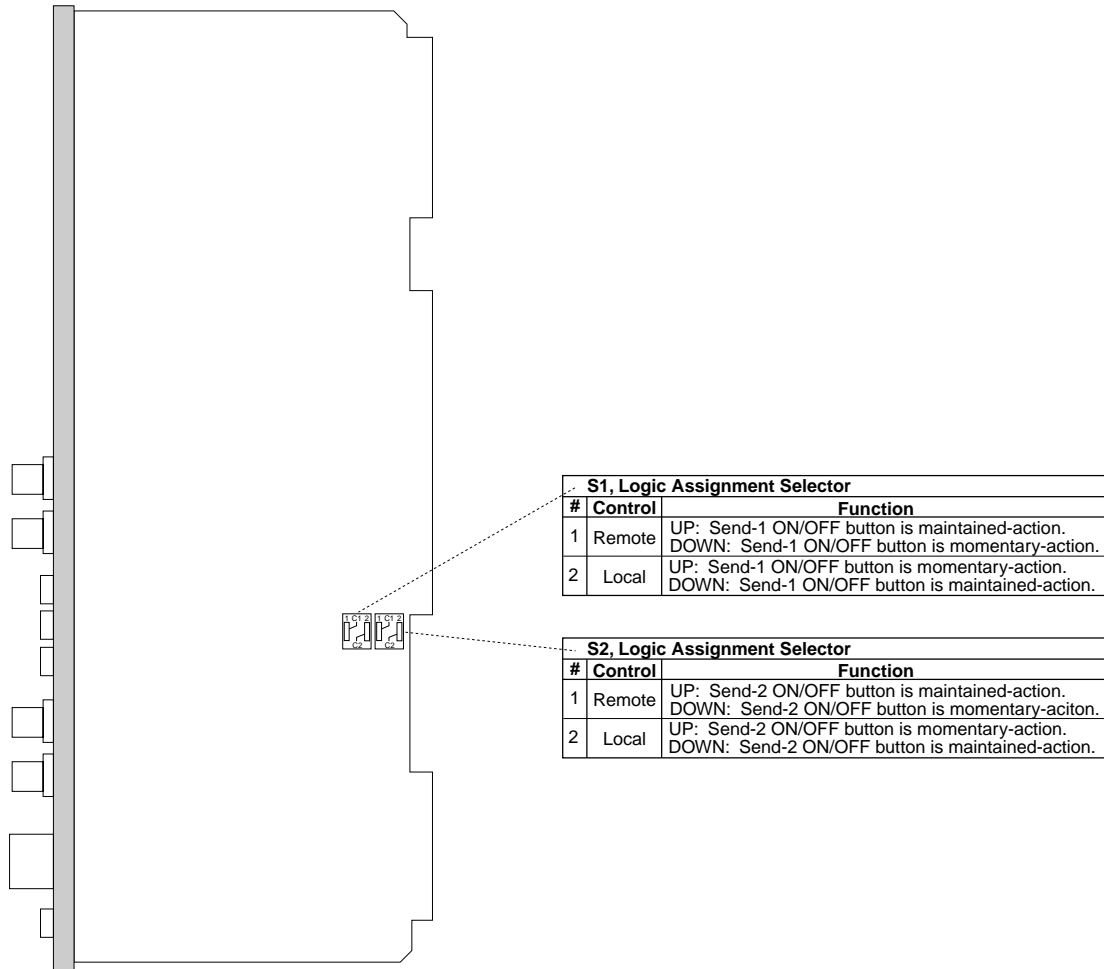 S1, Logic Assignment Selector
# Control Function
1 Remote UP: Send-1 ON/OFF button is maintained-action.
DOWN: Send-1 ON/OFF button is momentary-action.
2 Local UP: Send-1 ON/OFF button is momentary-action.
DOWN: Send-1 ON/OFF button is maintained-action.
1 C1 2 1 C1 2
C2 C2
S2, Logic Assignment Selector
# Control Function
1 Remote UP: Send-2 ON/OFF button is maintained-action.
DOWN: Send-2 ON/OFF button is momentary-aciton.
2 Local UP: Send-2 ON/OFF button is momentary-action.
DOWN: Send-2 ON/OFF button is maintained-action.